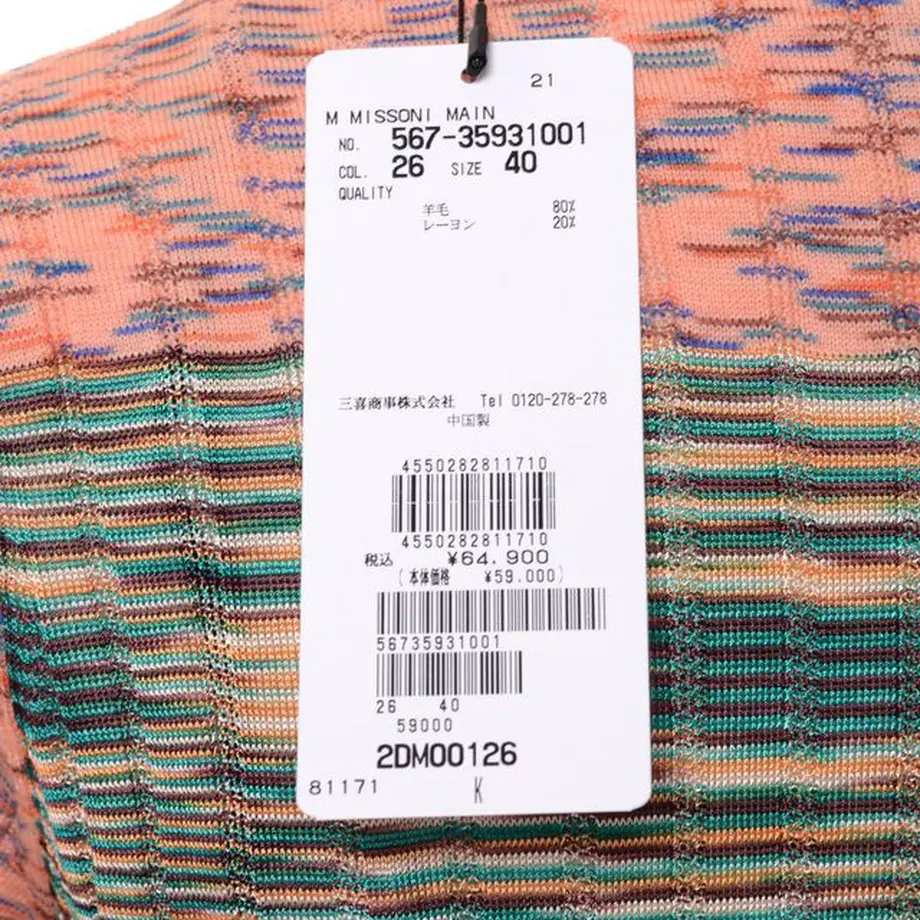 21
M MISSONI MAIN
NO. 567-35931001
COL. 26 SIZE 40
QUALITY
羊毛 80%
レーヨン 20%
三喜商事株式会社 Tel 0120-278-278
中国製
4550282811710
4550282811710
税込 ¥64.900
(本体価格 ¥59.000)
56735931001
26 40
59000
2DM00126
81171 K